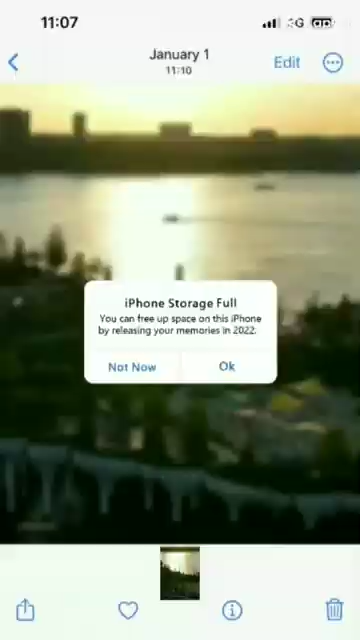 11:07
January 1
11:10
Edit
iPhone Storage Full
You can free up space on this iPhone
by releasing your memories in 2022.
Not Now
Ok